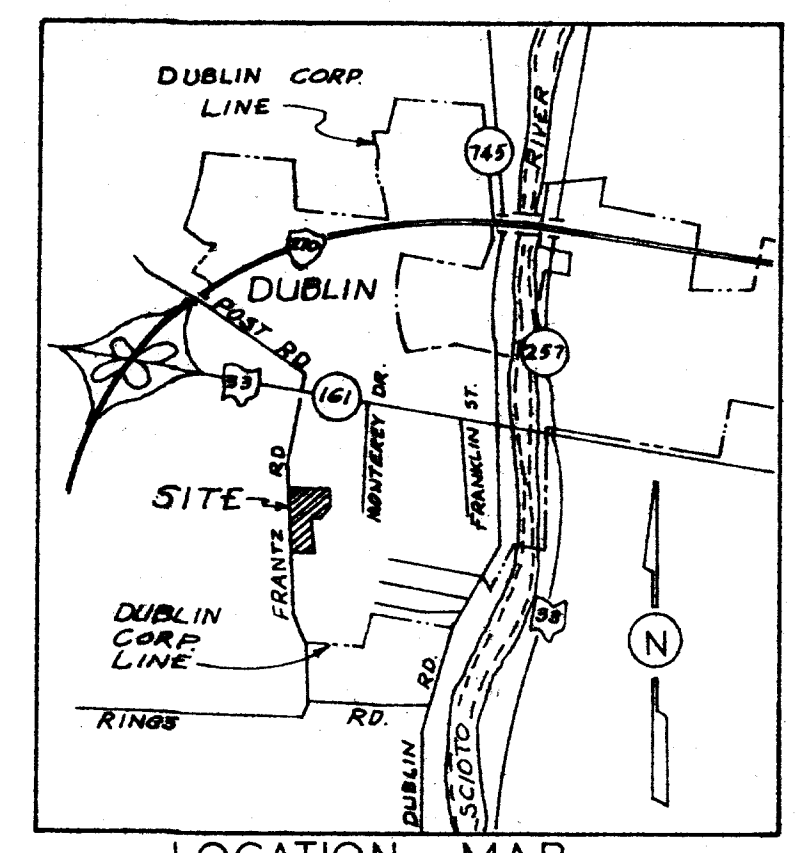 DUBLIN CORP.
LINE
745
RIVER
270
DUBLIN
POST RD.
257
33
161
MONTEREY DR.
FRANKLIN ST.
SITE
FRANTZ RD
DUBLIN
CORP.
LINE
33
N
RINGS RD.
DUBLIN RD.
SCIOTO
LOCATION MAP